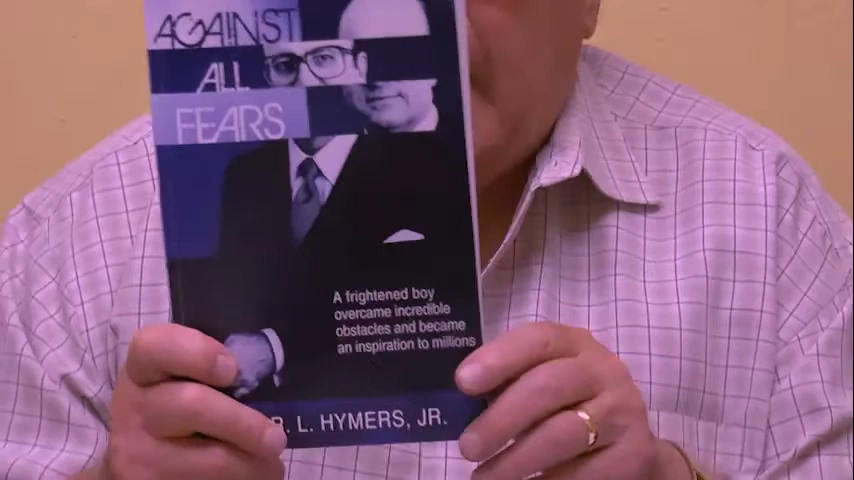 AGAINST
ALL
FEARS
A frightened boy
overcame incredible
obstacles and became
an inspiration to millions
R. L. HYMERS, JR.